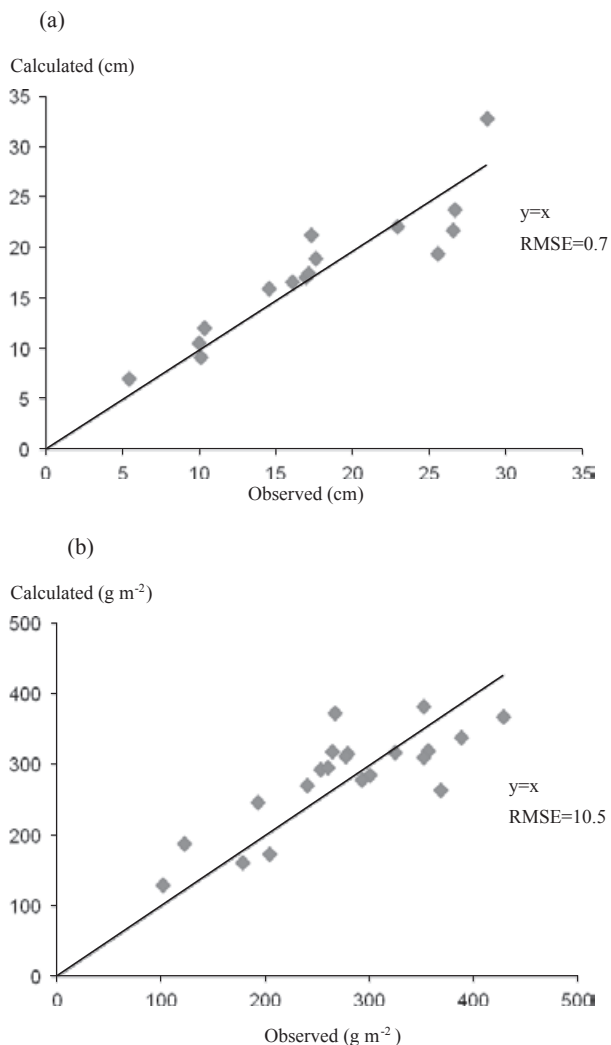 (a)
Calculated (cm)
35
30
25
20
15
10
5
0
y=x
RMSE=0.7
0 5 10 15 20 25 30 35
Observed (cm)
(b)
Calculated (g m-2)
500
400
300
200
100
0
y=x
RMSE=10.5
0 100 200 300 400 500
Observed (g m-2)